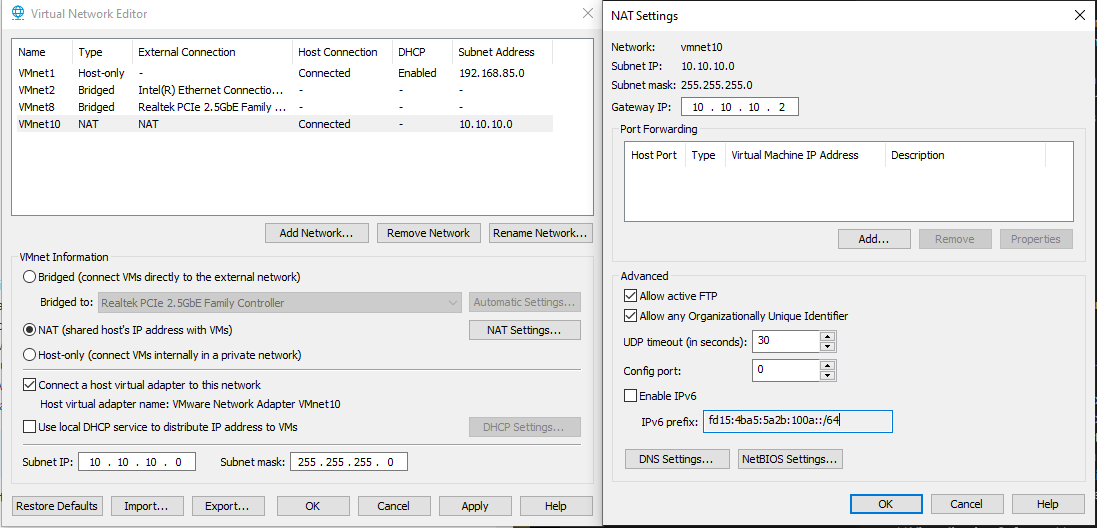 Virtual Network Editor
Name Type External Connection Host Connection DHCP Subnet Address
VMnet1 Host-only - Connected Enabled 192.168.85.0
VMnet2 Bridged Intel(R) Ethernet Connectio... - - -
VMnet8 Bridged Realtek PCIe 2.5GbE Family ... - - -
VMnet10 NAT NAT Connected - 10.10.10.0
Add Network... Remove Network Rename Network...
VMnet Information
Bridged (connect VMs directly to the external network)
Bridged to: Realtek PCIe 2.5GbE Family Controller Automatic Settings...
NAT (shared host's IP address with VMs) NAT Settings...
Host-only (connect VMs internally in a private network)
Connect a host virtual adapter to this network
Host virtual adapter name: VMware Network Adapter VMnet10
Use local DHCP service to distribute IP address to VMs DHCP Settings...
Subnet IP: 10 . 10 . 10 . 0 Subnet mask: 255 . 255 . 255 . 0
Restore Defaults Import... Export... OK Cancel Apply Help
NAT Settings
Network: vmnet10
Subnet IP: 10.10.10.0
Subnet mask: 255.255.255.0
Gateway IP: 10 . 10 . 10 . 2
Port Forwarding
Host Port Type Virtual Machine IP Address Description
Add... Remove Properties
Advanced
Allow active FTP
Allow any Organizationally Unique Identifier
UDP timeout (in seconds): 30
Config port: 0
Enable IPv6
IPv6 prefix: fd15:4ba5:5a2b:100a::/64
DNS Settings... NetBIOS Settings...
OK Cancel Help